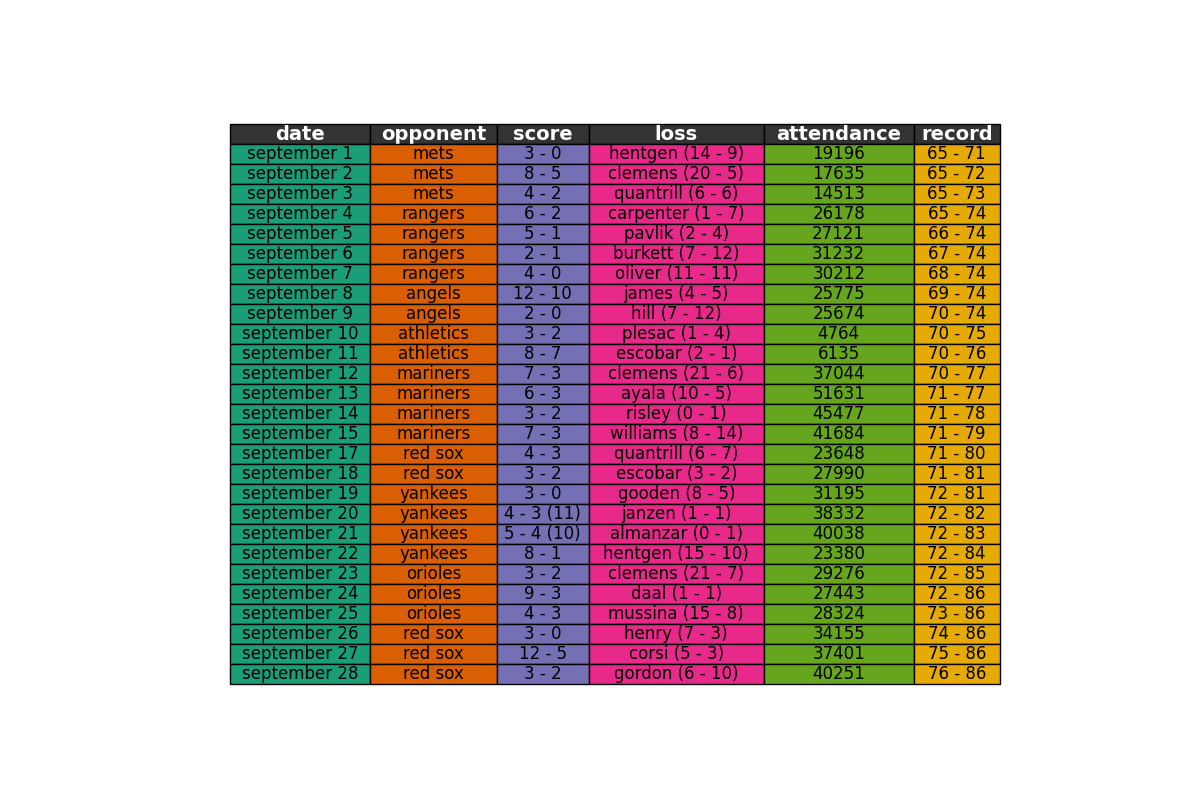 date opponent score loss attendance record
september 1 mets 3 - 0 hentgen (14 - 9) 19196 65 - 71
september 2 mets 8 - 5 clemens (20 - 5) 17635 65 - 72
september 3 mets 4 - 2 quantrill (6 - 6) 14513 65 - 73
september 4 rangers 6 - 2 carpenter (1 - 7) 26178 65 - 74
september 5 rangers 5 - 1 pavlik (2 - 4) 27121 66 - 74
september 6 rangers 2 - 1 burkett (7 - 12) 31232 67 - 74
september 7 rangers 4 - 0 oliver (11 - 11) 30212 68 - 74
september 8 angels 12 - 10 james (4 - 5) 25775 69 - 74
september 9 angels 2 - 0 hill (7 - 12) 25674 70 - 74
september 10 athletics 3 - 2 plesac (1 - 4) 4764 70 - 75
september 11 athletics 8 - 7 escobar (2 - 1) 6135 70 - 76
september 12 mariners 7 - 3 clemens (21 - 6) 37044 70 - 77
september 13 mariners 6 - 3 ayala (10 - 5) 51631 71 - 77
september 14 mariners 3 - 2 risley (0 - 1) 45477 71 - 78
september 15 mariners 7 - 3 williams (8 - 14) 41684 71 - 79
september 17 red sox 4 - 3 quantrill (6 - 7) 23648 71 - 80
september 18 red sox 3 - 2 escobar (3 - 2) 27990 71 - 81
september 19 yankees 3 - 0 gooden (8 - 5) 31195 72 - 81
september 20 yankees 4 - 3 (11) janzen (1 - 1) 38332 72 - 82
september 21 yankees 5 - 4 (10) almanzar (0 - 1) 40038 72 - 83
september 22 yankees 8 - 1 hentgen (15 - 10) 23380 72 - 84
september 23 orioles 3 - 2 clemens (21 - 7) 29276 72 - 85
september 24 orioles 9 - 3 daal (1 - 1) 27443 72 - 86
september 25 orioles 4 - 3 mussina (15 - 8) 28324 73 - 86
september 26 red sox 3 - 0 henry (7 - 3) 34155 74 - 86
september 27 red sox 12 - 5 corsi (5 - 3) 37401 75 - 86
september 28 red sox 3 - 2 gordon (6 - 10) 40251 76 - 86